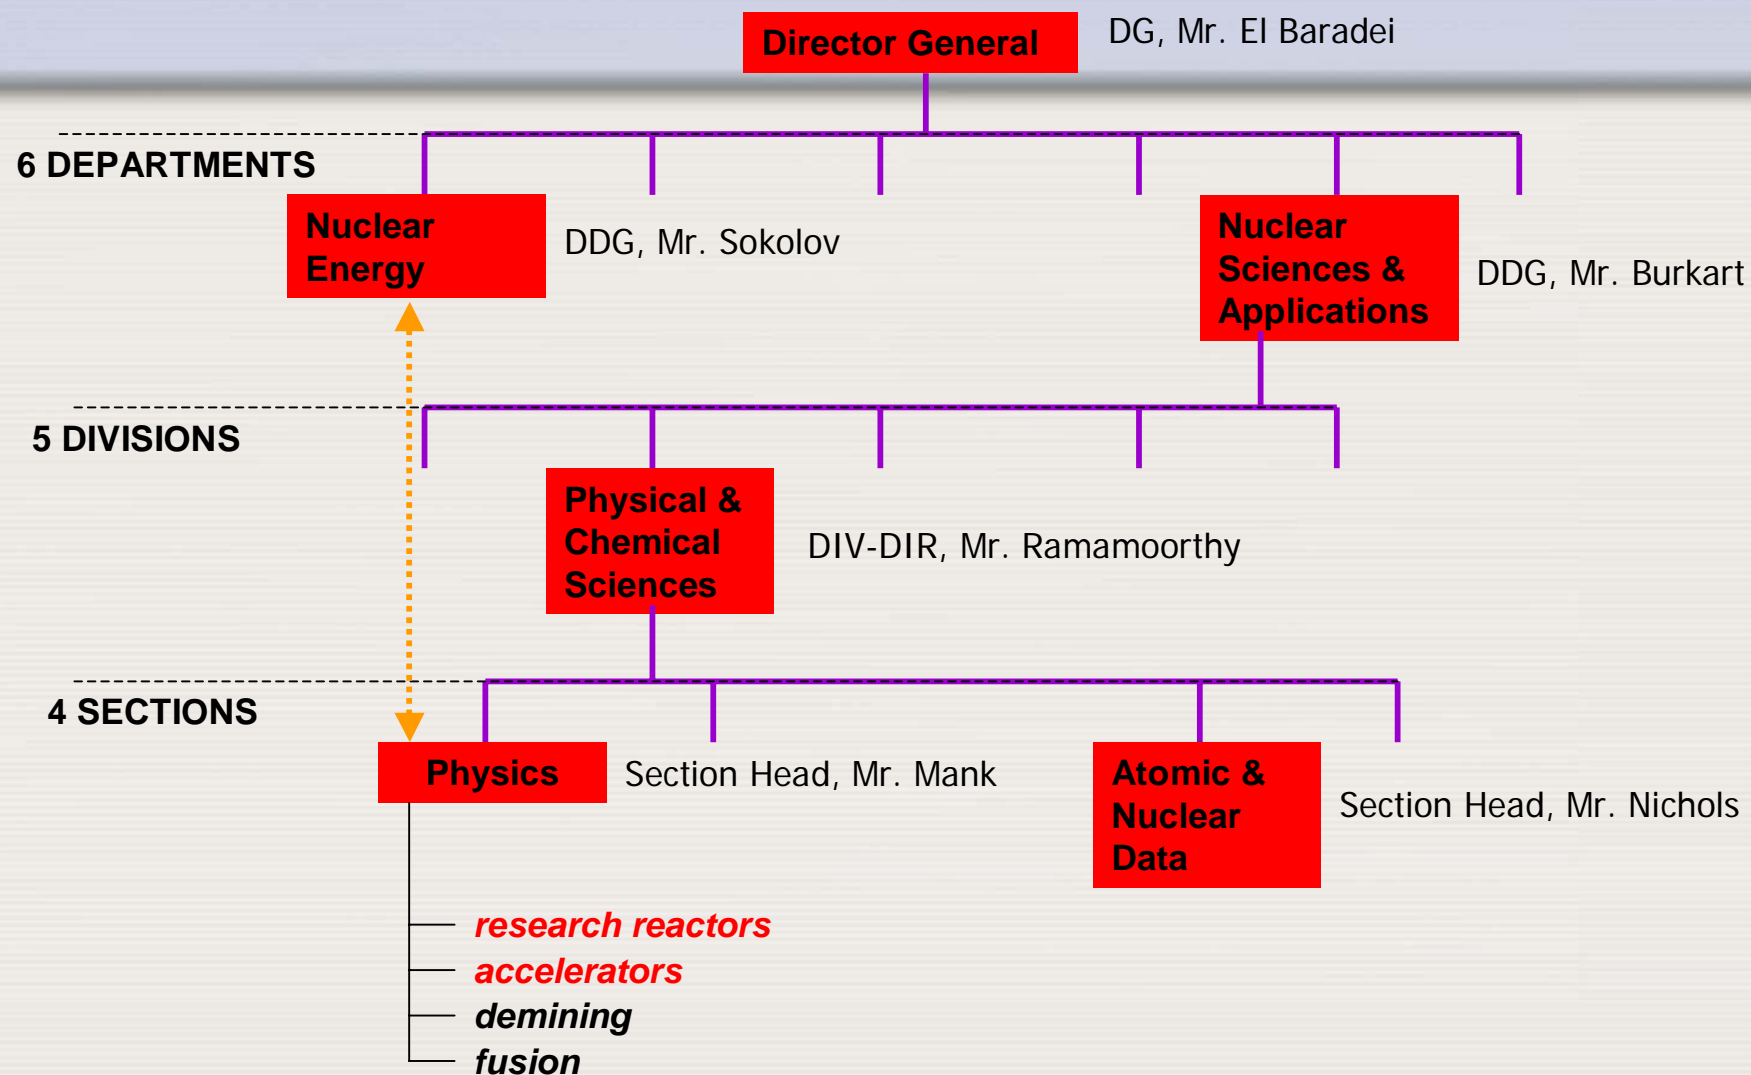 Director General
DG, Mr. El Baradei
6 DEPARTMENTS
Nuclear
Energy
DDG, Mr. Sokolov
Nuclear
Sciences &
Applications
DDG, Mr. Burkart
5 DIVISIONS
Physical &
Chemical
Sciences
DIV-DIR, Mr. Ramamoorthy
4 SECTIONS
Physics
Section Head, Mr. Mank
Atomic &
Nuclear
Data
Section Head, Mr. Nichols
research reactors
accelerators
demining
fusion